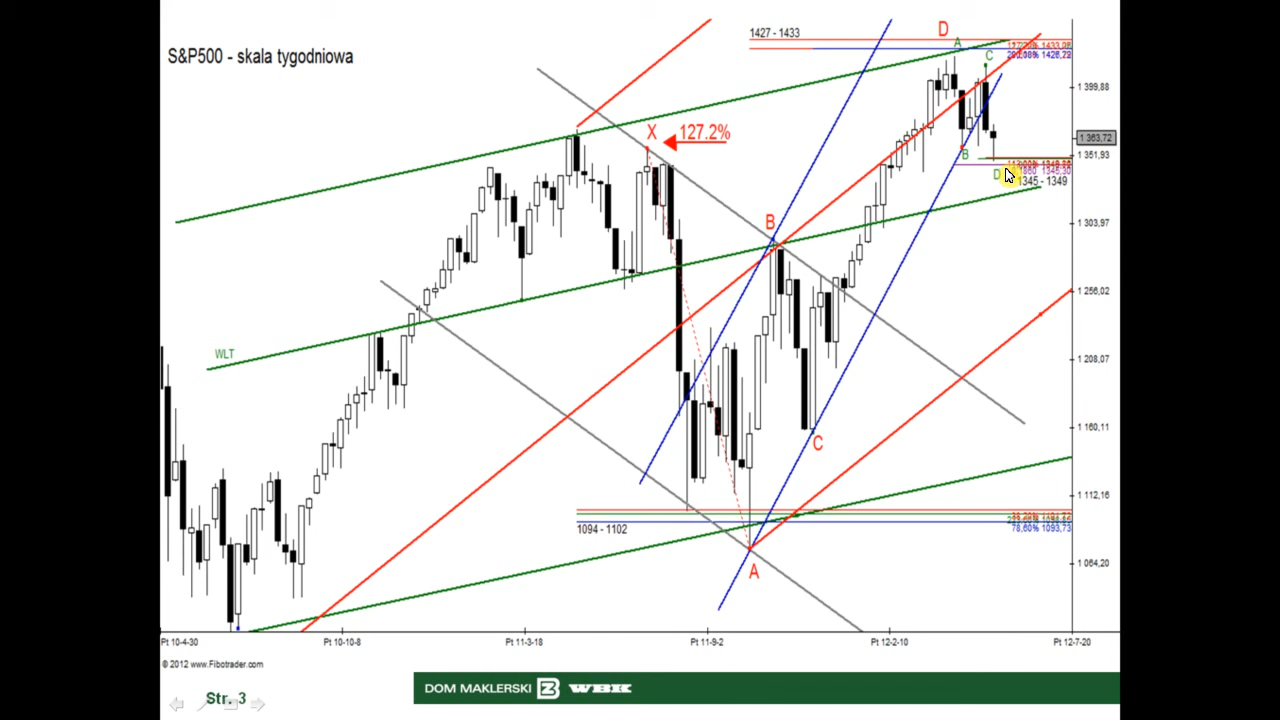 1427 - 1433
D
S&P500 - skala tygodniowa
A
C
1 399,88
X
127.2%
1 363,72
B
1 351,93
D
1345 - 1349
B
1 303,97
1 256,02
WLT
1 208,07
C
1 160,11
1 112,16
1094 - 1102
78,60% 1093,73
A
1 064,20
Pt 10-4-30
Pt 10-10-8
Pt 11-3-18
Pt 11-9-2
Pt 12-2-10
Pt 12-7-20
© 2012 www.Fibotrader.com
Str. 3
DOM MAKLERSKI
WBK